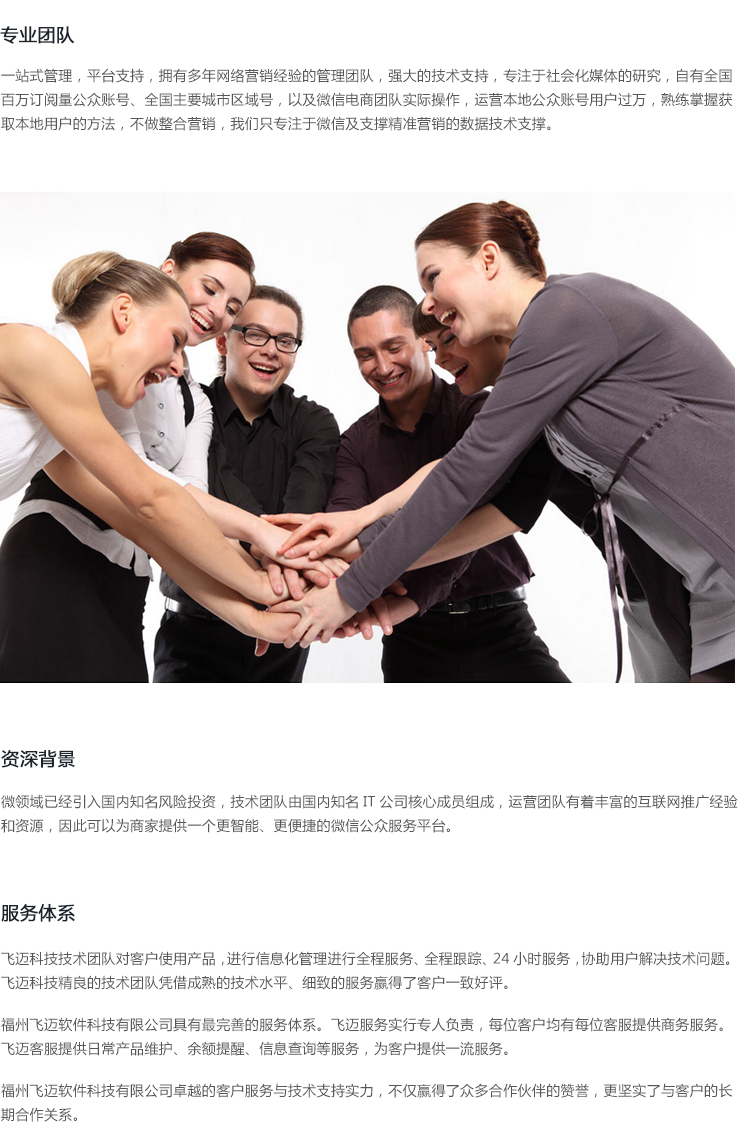 专业团队
一站式管理，平台支持，拥有多年网络营销经验的管理团队，强大的技术支持，专注于社会化媒体的研究，自有全国
百万订阅量公众账号、全国主要城市区域号，以及微信电商团队实际操作，运营本地公众账号用户过万，熟练掌握获
取本地用户的方法，不做整合营销，我们只专注于微信及支撑精准营销的数据技术支撑。
资深背景
微领域已经引入国内知名风险投资，技术团队由国内知名 IT 公司核心成员组成，运营团队有着丰富的互联网推广经验
和资源，因此可以为商家提供一个更智能、更便捷的微信公众服务平台。
服务体系
飞迈科技技术团队对客户使用产品，进行信息化管理进行全程服务、全程跟踪、24 小时服务，协助用户解决技术问题。
飞迈科技精良的技术团队凭借成熟的技术水平、细致的服务赢得了客户一致好评。
福州飞迈软件科技有限公司具有最完善的服务体系。飞迈服务实行专人负责，每位客户均有每位客服提供商务服务。
飞迈客服提供日常产品维护、余额提醒、信息查询等服务，为客户提供一流服务。
福州飞迈软件科技有限公司卓越的客户服务与技术支持实力，不仅赢得了众多合作伙伴的赞誉，更坚实了与客户的长
期合作关系。